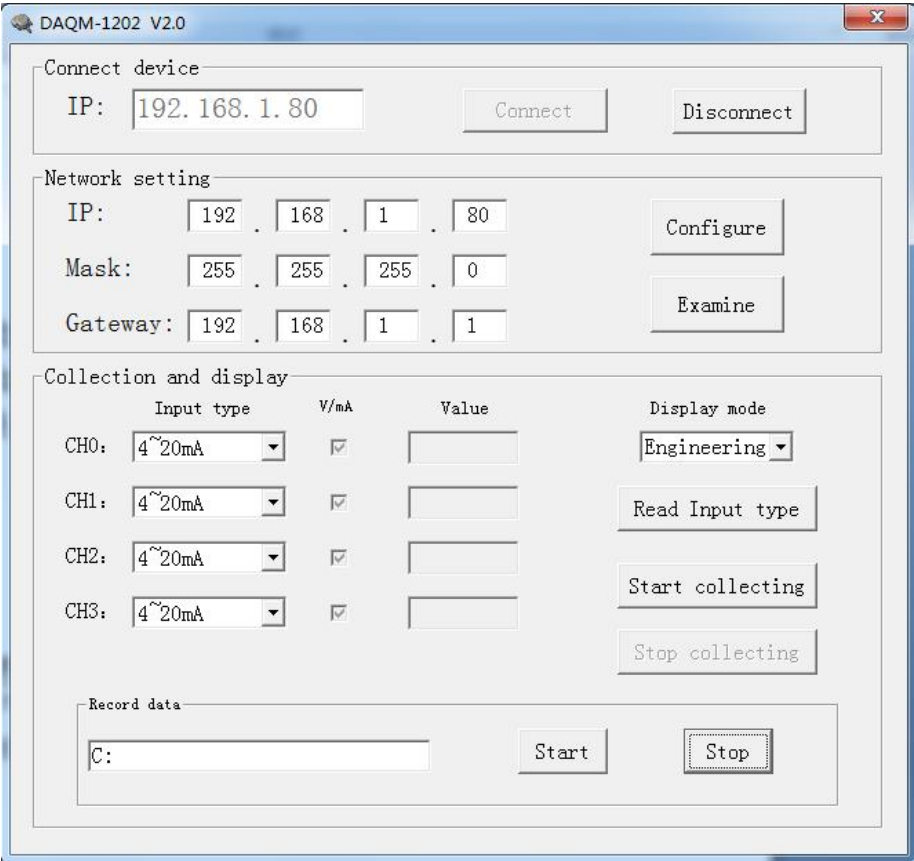 DAQM-1202 V2.0
Connect device
IP: 192.168.1.80 Connect Disconnect
Network setting
IP: 192 . 168 . 1 . 80 Configure
Mask: 255 . 255 . 255 . 0
Examine
Gateway: 192 . 168 . 1 . 1
Collection and display
Input type V/mA Value Display mode
CH0: 4~20mA Engineering
CH1: 4~20mA Read Input type
CH2: 4~20mA
Start collecting
CH3: 4~20mA
Stop collecting
Record data
C: Start Stop